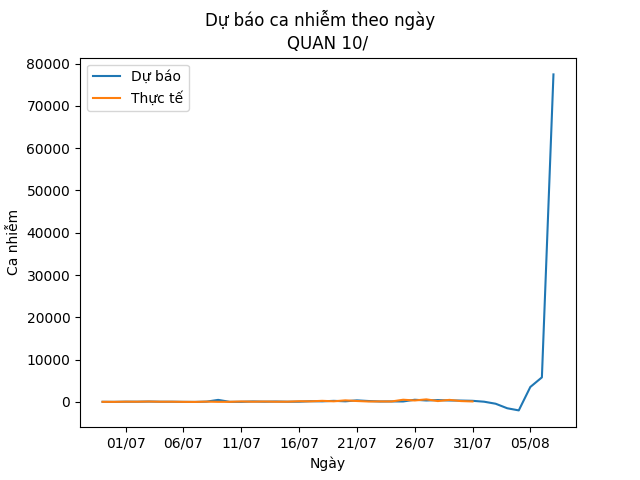 Dự báo ca nhiễm theo ngày
QUAN 10/
Dự báo
Thực tế
80000
70000
60000
50000
40000
30000
20000
10000
0
Ca nhiễm
01/07 06/07 11/07 16/07 21/07 26/07 31/07 05/08
Ngày